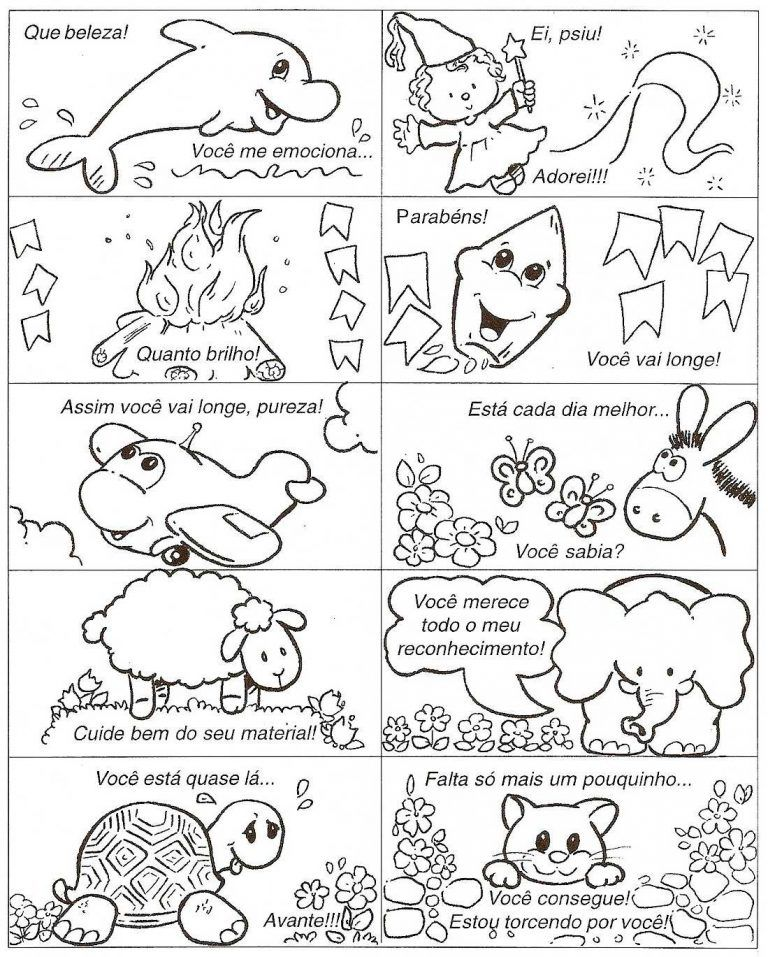 Que beleza!
Você me emociona...
Ei, psiu!
Adorei!!!
Quanto brilho!
Parabéns!
Você vai longe!
Assim você vai longe, pureza!
Está cada dia melhor...
Você sabia?
Cuide bem do seu material!
Você merece
todo o meu
reconhecimento!
Você está quase lá...
Avante!!!
Falta só mais um pouquinho...
Você consegue!
Estou torcendo por você!